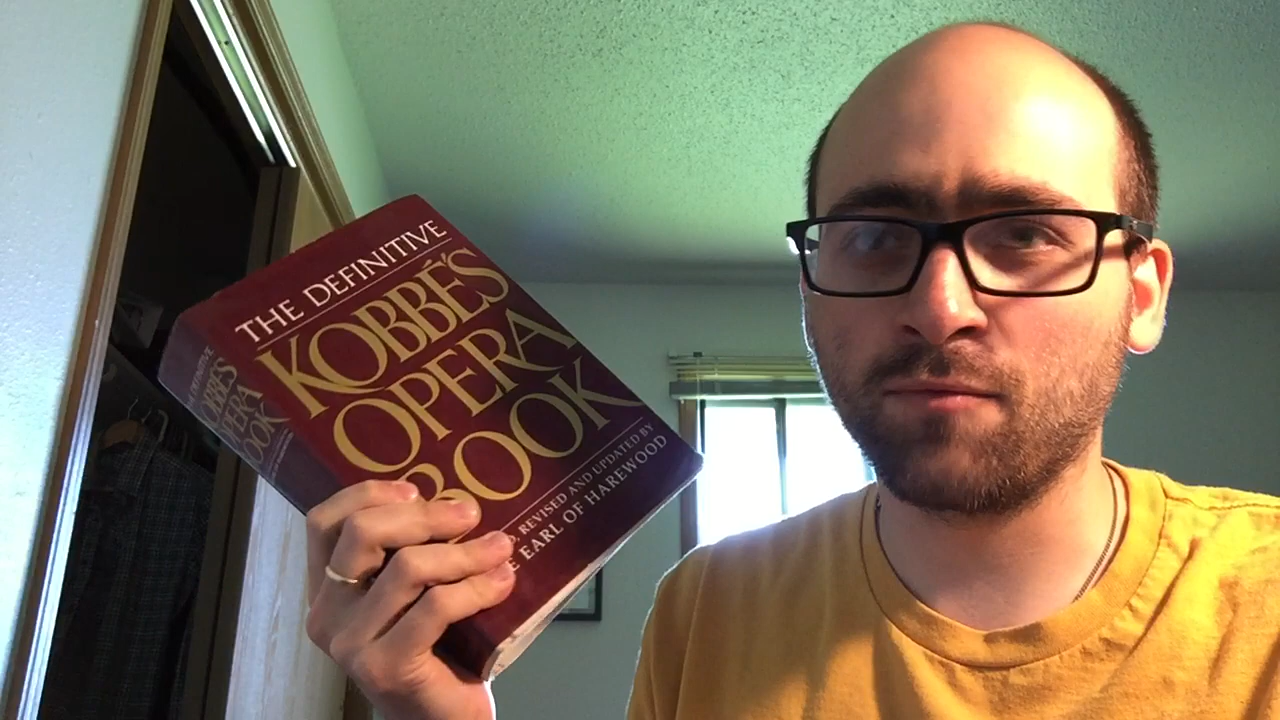 THE DEFINITIVE
KOBBÉ'S
OPERA
BOOK
REVISED AND UPDATED BY
EARL OF HAREWOOD
KOBBÉ'S
OPERA
BOOK